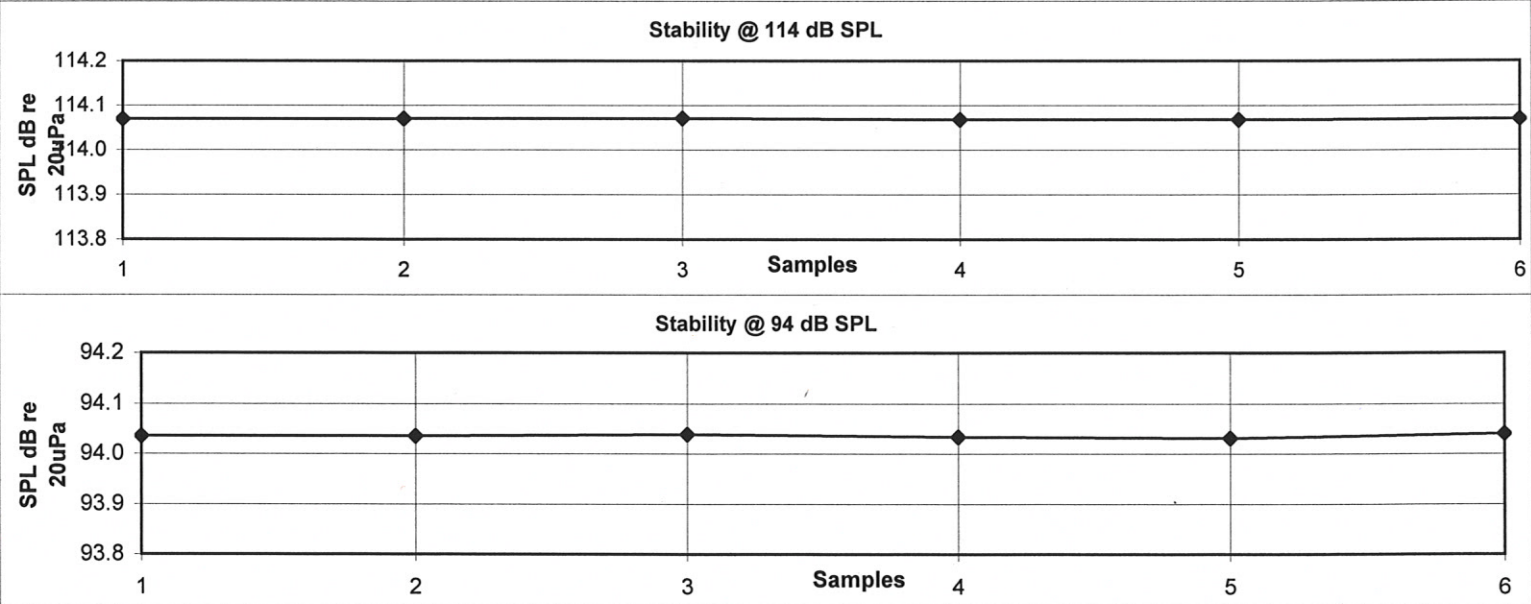 Stability @ 114 dB SPL
SPL dB re
20uPa
114.2
114.1
114.0
113.9
113.8
1 2 3 4 5 6
Samples
Stability @ 94 dB SPL
SPL dB re
20uPa
94.2
94.1
94.0
93.9
93.8
1 2 3 4 5 6
Samples